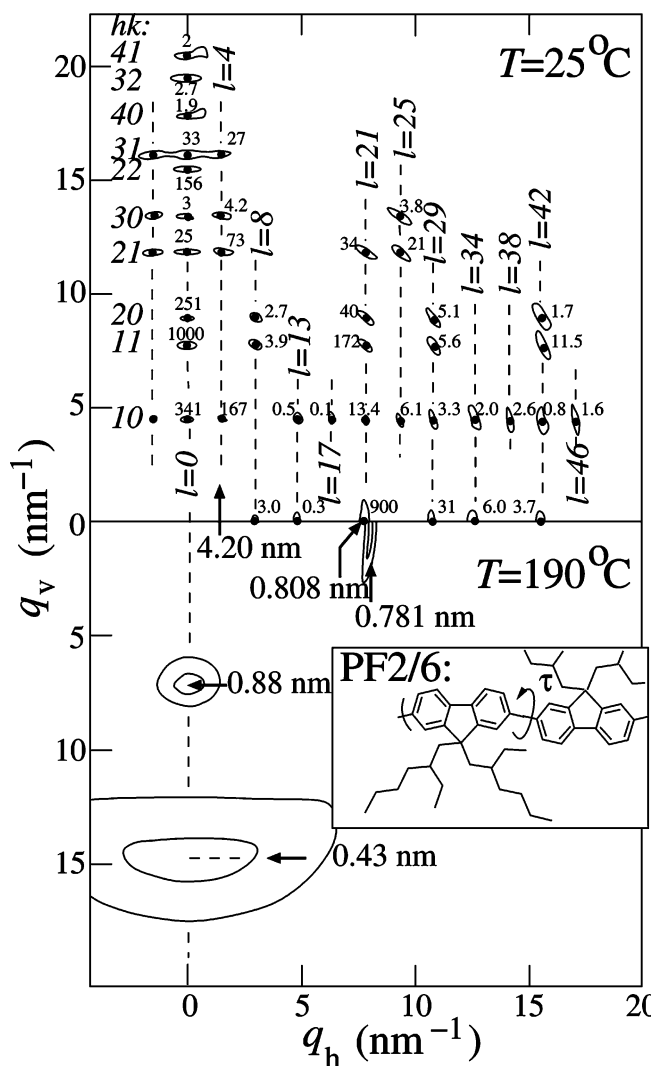 hk:
T=25°C
41 2
32 2.7
40 1.9
31 33 27
22 156
30 3 4.2 3.8
21 25 73 34 21
20 251 2.7 40 5.1 1.7
11 1000 3.9 172 5.6 11.5
10 341 167 0.5 0.1 13.4 6.1 3.3 2.0 2.6 0.8 1.6
3.0 0.3 900 31 6.0 3.7
l=0
l=4
l=8
l=13
l=17
l=21
l=25
l=29
l=34
l=38
l=42
l=46
4.20 nm
0.808 nm
0.781 nm
T=190°C
0.88 nm
0.43 nm
PF2/6:
τ
20
15
10
5
0
5
10
15
qv (nm−1)
0 5 10 15 20
qh (nm−1)